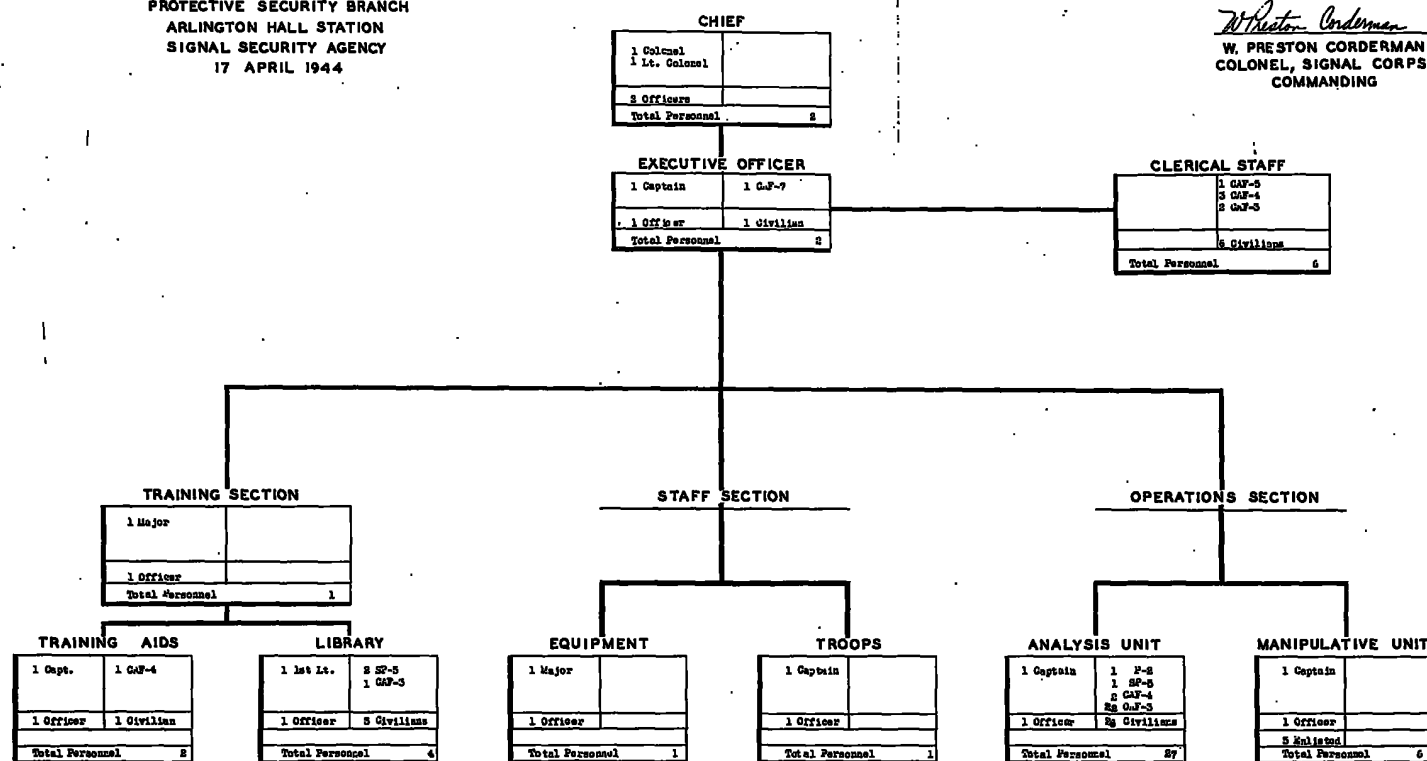 PROTECTIVE SECURITY BRANCH
ARLINGTON HALL STATION
SIGNAL SECURITY AGENCY
17 APRIL 1944
W Preston Corderman
W. PRESTON CORDERMAN
COLONEL, SIGNAL CORPS
COMMANDING
CHIEF
1 Colonel
1 Lt. Colonel
2 Officers
Total Personnel 2
EXECUTIVE OFFICER
1 Captain 1 CAF-7
1 Officer 1 Civilian
Total Personnel 2
CLERICAL STAFF
1 CAF-5
3 CAF-4
2 CAF-3
6 Civilians
Total Personnel 6
TRAINING SECTION
1 Major
1 Officer
Total Personnel 1
STAFF SECTION
OPERATIONS SECTION
TRAINING AIDS
1 Capt. 1 CAF-4
1 Officer 1 Civilian
Total Personnel 2
LIBRARY
1 1st Lt. 2 SP-5
1 CAF-3
1 Officer 3 Civilians
Total Personnel 4
EQUIPMENT
1 Major
1 Officer
Total Personnel 1
TROOPS
1 Captain
1 Officer
Total Personnel 1
ANALYSIS UNIT
1 Captain 1 P-2
1 SP-5
2 CAF-4
CAF-3
1 Officer Civilians
Total Personnel 27
MANIPULATIVE UNIT
1 Captain
1 Officer
5 Enlisted
Total Personnel 6